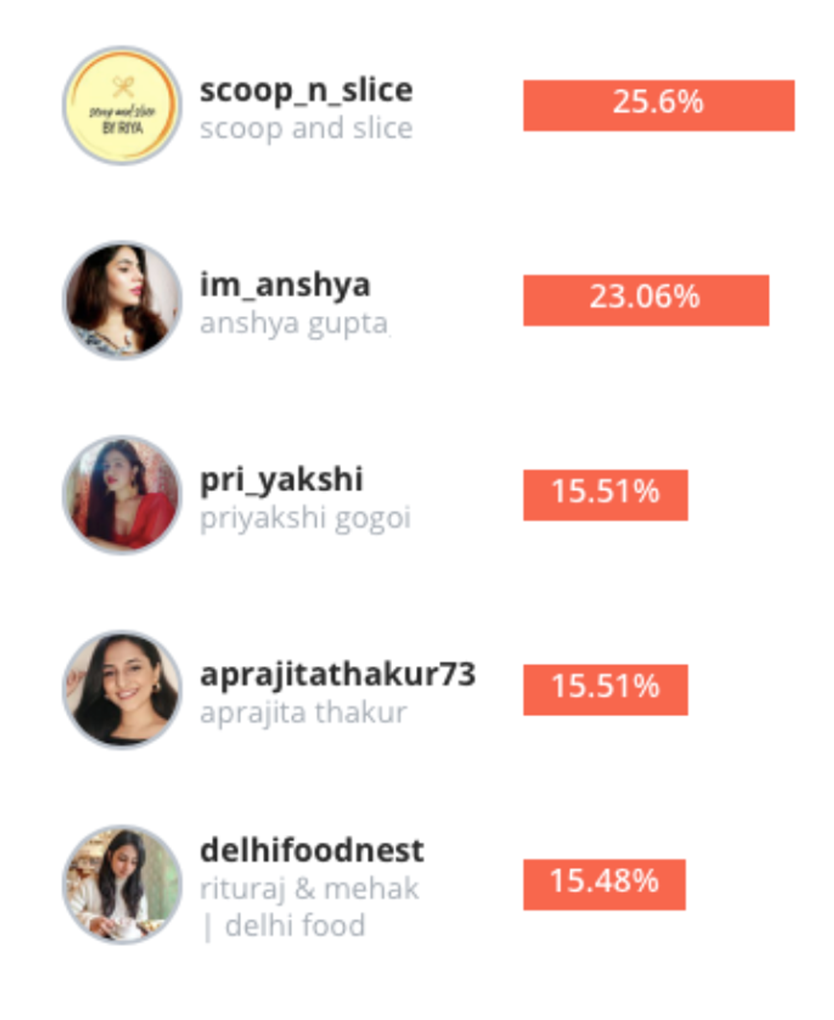 scoop and slice
BY RIYA
scoop_n_slice
scoop and slice
25.6%
im_anshya
anshya gupta
23.06%
pri_yakshi
priyakshi gogoi
15.51%
aprajitathakur73
aprajita thakur
15.51%
delhifoodnest
rituraj & mehak
| delhi food
15.48%